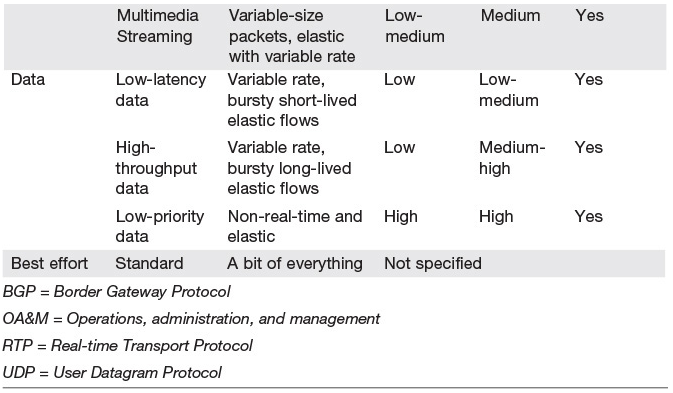 Multimedia Variable-size Low- Medium Yes
Streaming packets, elastic medium
with variable rate
Data Low-latency Variable rate, Low Low- Yes
data bursty short-lived medium
elastic flows
High- Variable rate, Low Medium- Yes
throughput bursty long-lived high
data elastic flows
Low-priority Non-real-time and High High Yes
data elastic
Best effort Standard A bit of everything Not specified
BGP = Border Gateway Protocol
OA&M = Operations, administration, and management
RTP = Real-time Transport Protocol
UDP = User Datagram Protocol